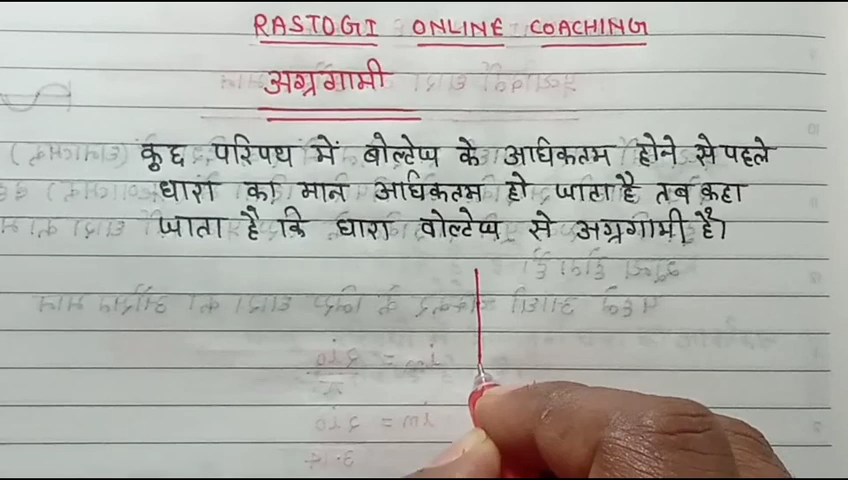 RASTOGI ONLINE COACHING
अग्रगामी
कुछ परिपथ में वोल्टेज के अधिकतम होने से पहले
धारा का मान अधिकतम हो जाता है तब कहा
जाता है कि धारा वोल्टेज से अग्रगामी है।